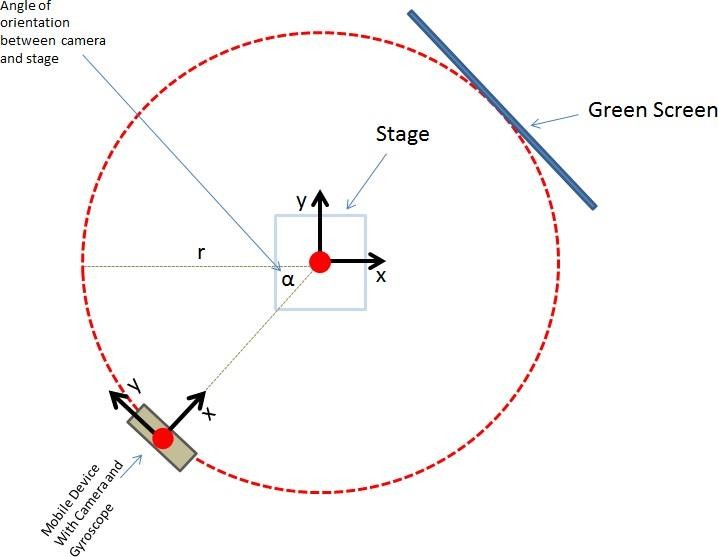 Angle of
orientation
between camera
and stage
Green Screen
Stage
y
r
x
α
y
x
Mobile Device
With Camera and
Gyroscope